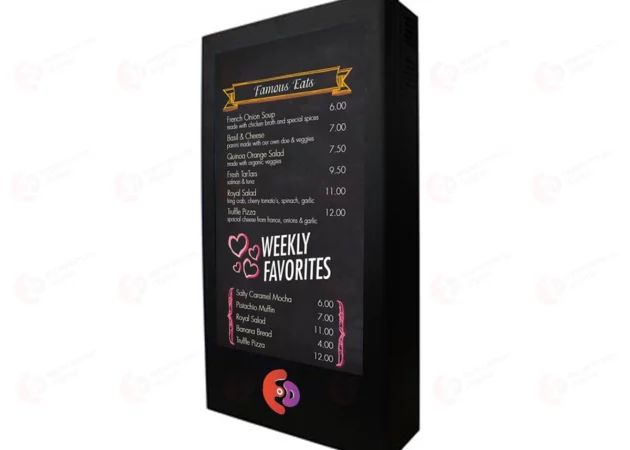 Famous Eats
French Onion Soup 6.00
made with chicken broth and special spices
Basil & Cheese 7.00
panini made with our own doe & veggies
Quinoa Orange Salad 7.50
made with organic veggies
Fresh Tartars 9.50
salmon & tuna
Royal Salad 11.00
king crab, cherry tomato's, spinach, garlic
Truffle Pizza 12.00
special cheese from france, onions & garlic
WEEKLY
FAVORITES
Salty Caramel Mocha 6.00
Pistachio Muffin 7.00
Royal Salad 11.00
Banana Bread 4.00
Truffle Pizza 12.00